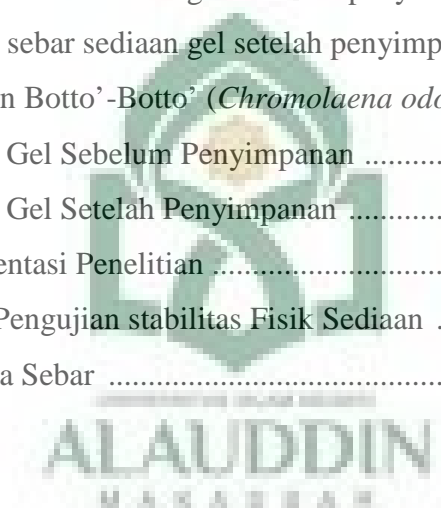 sebar sediaan gel setelah penyimp
n Botto'-Botto' (Chromolaena odo
Gel Sebelum Penyimpanan ...........
Gel Setelah Penyimpanan ............
entasi Penelitian ................................
Pengujian stabilitas Fisik Sediaan .
a Sebar .............................................
ALAUDDIN
MAKASSAR